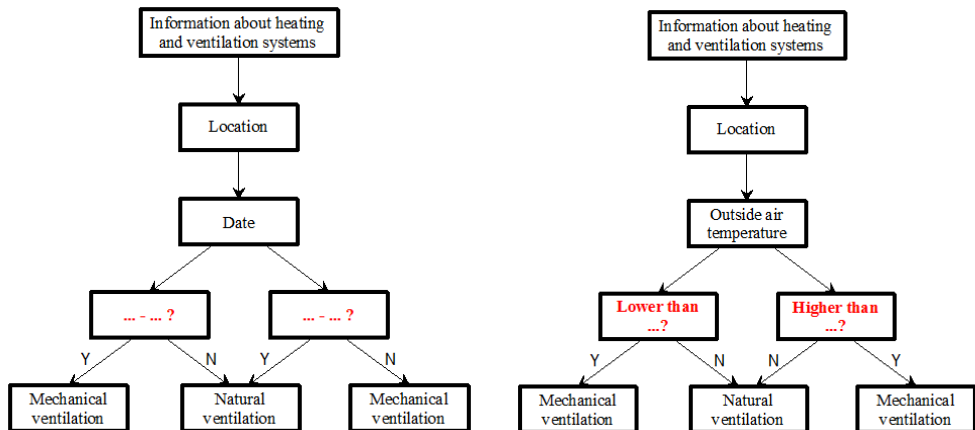 Information about heating
and ventilation systems
Location
Date
... - ... ?
... - ... ?
Y
N
Y
N
Mechanical
ventilation
Natural
ventilation
Mechanical
ventilation
Information about heating
and ventilation systems
Location
Outside air
temperature
Lower than
...?
Higher than
...?
Y
N
N
Y
Mechanical
ventilation
Natural
ventilation
Mechanical
ventilation